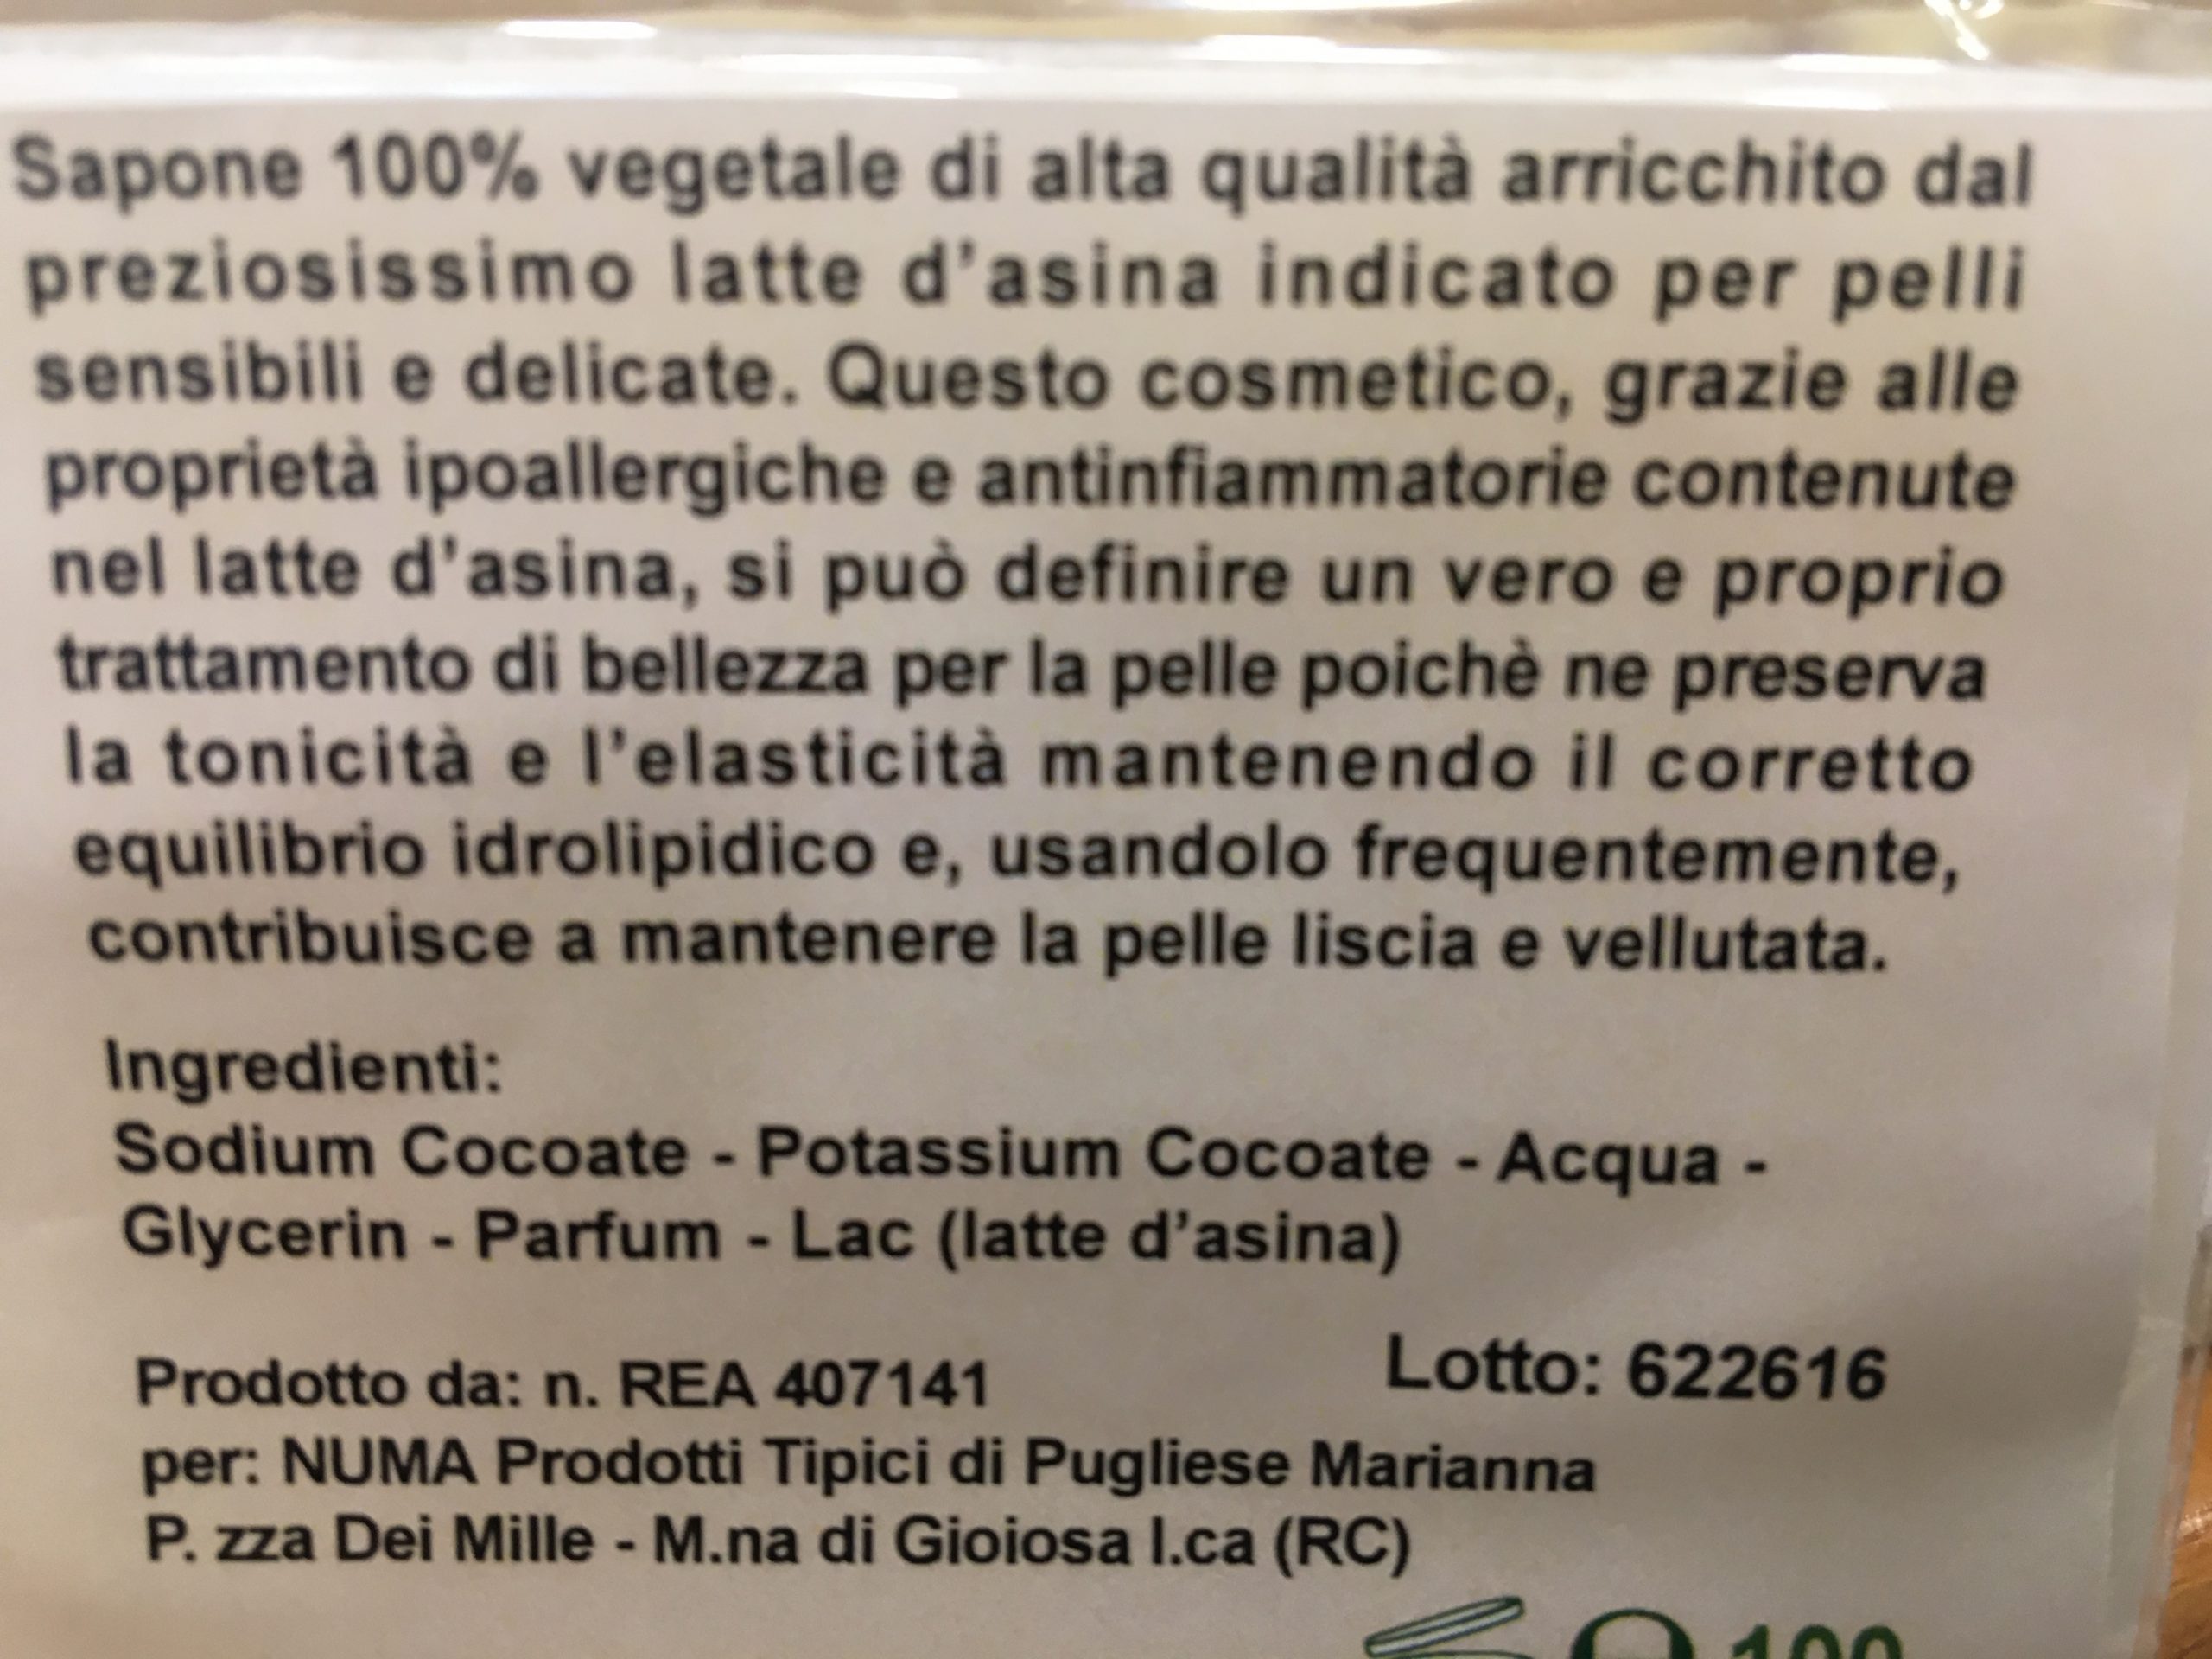 Sapone 100% vegetale di alta qualità arricchito dal
preziosissimo latte d'asina indicato per pelli
sensibili e delicate. Questo cosmetico, grazie alle
proprietà ipoallergiche e antinfiammatorie contenute
nel latte d'asina, si può definire un vero e proprio
trattamento di bellezza per la pelle poichè ne preserva
la tonicità e l'elasticità mantenendo il corretto
equilibrio idrolipidico e, usandolo frequentemente,
contribuisce a mantenere la pelle liscia e vellutata.
Ingredienti:
Sodium Cocoate - Potassium Cocoate - Acqua -
Glycerin - Parfum - Lac (latte d'asina)
Prodotto da: n. REA 407141 Lotto: 622616
per: NUMA Prodotti Tipici di Pugliese Marianna
P. zza Dei Mille - M.na di Gioiosa I.ca (RC)
100